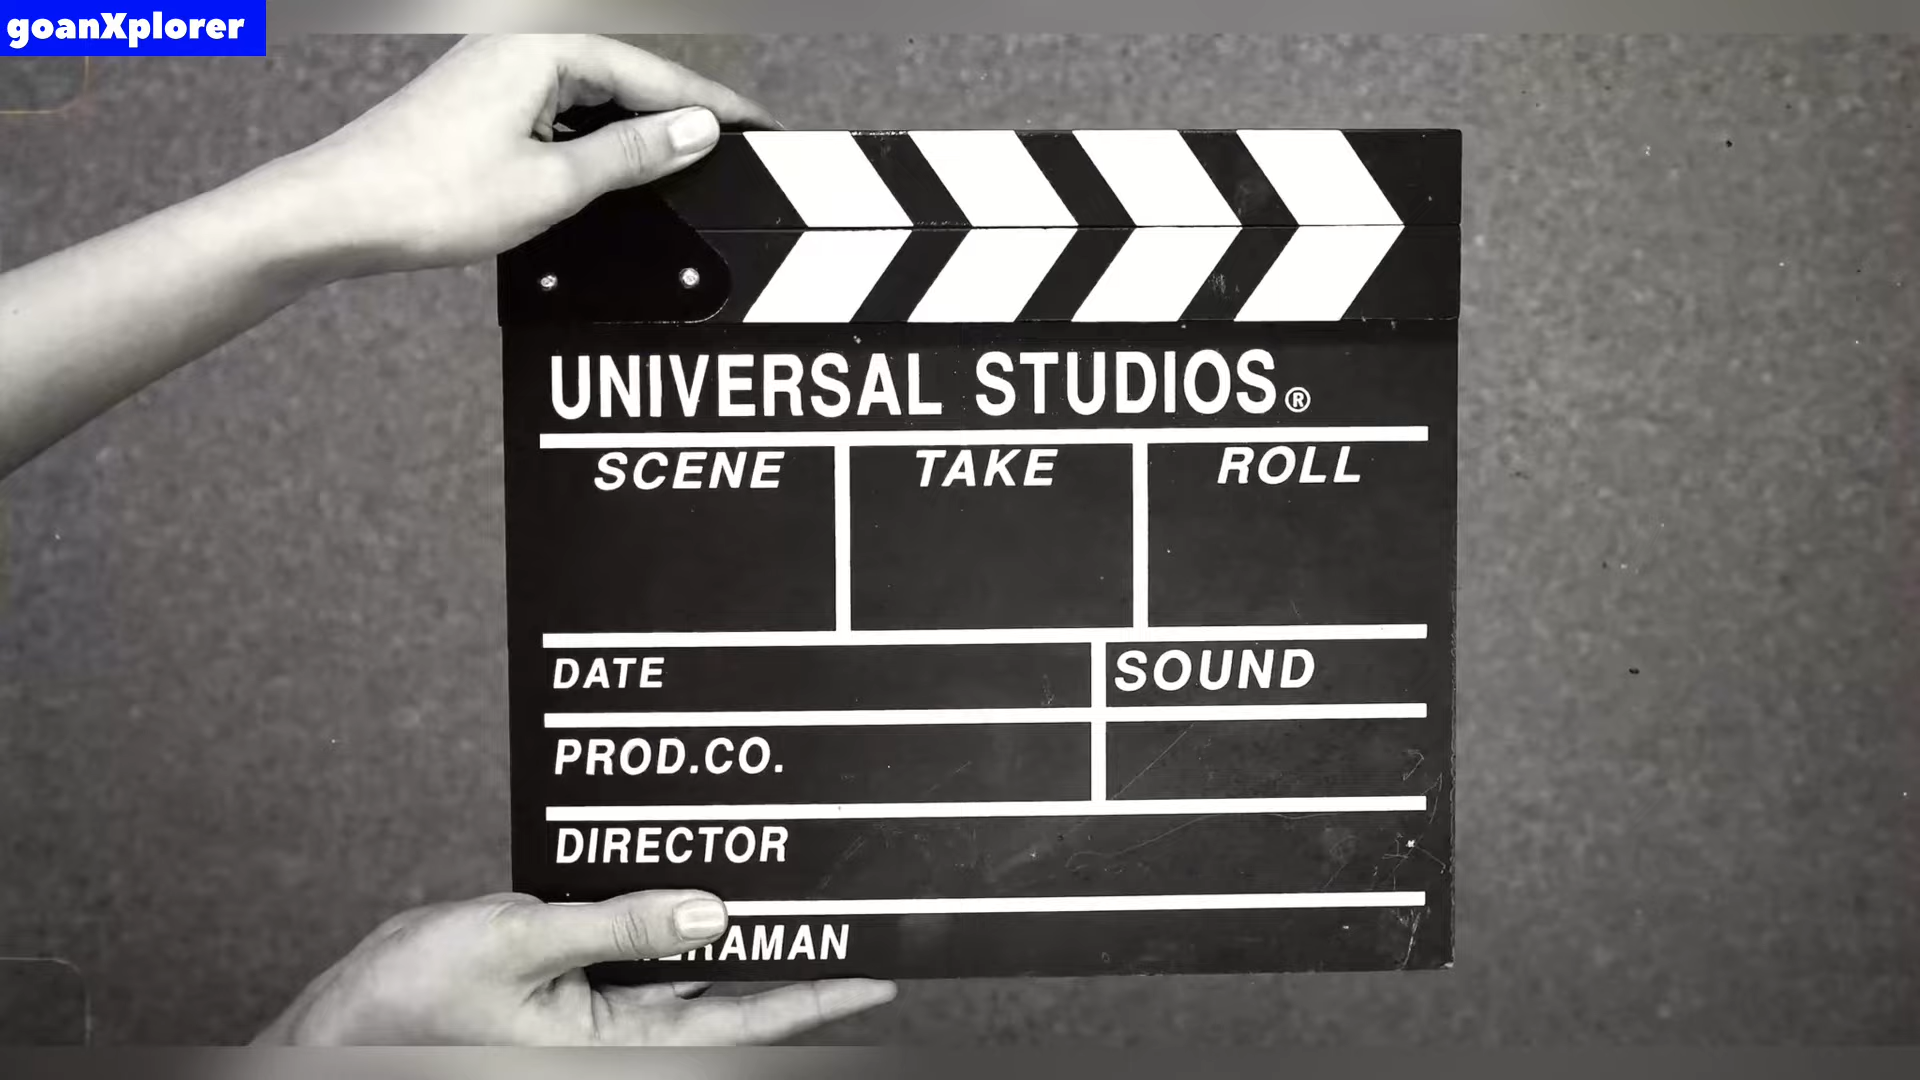 goanXplorer
UNIVERSAL STUDIOS®
SCENE TAKE ROLL
DATE SOUND
PROD.CO.
DIRECTOR